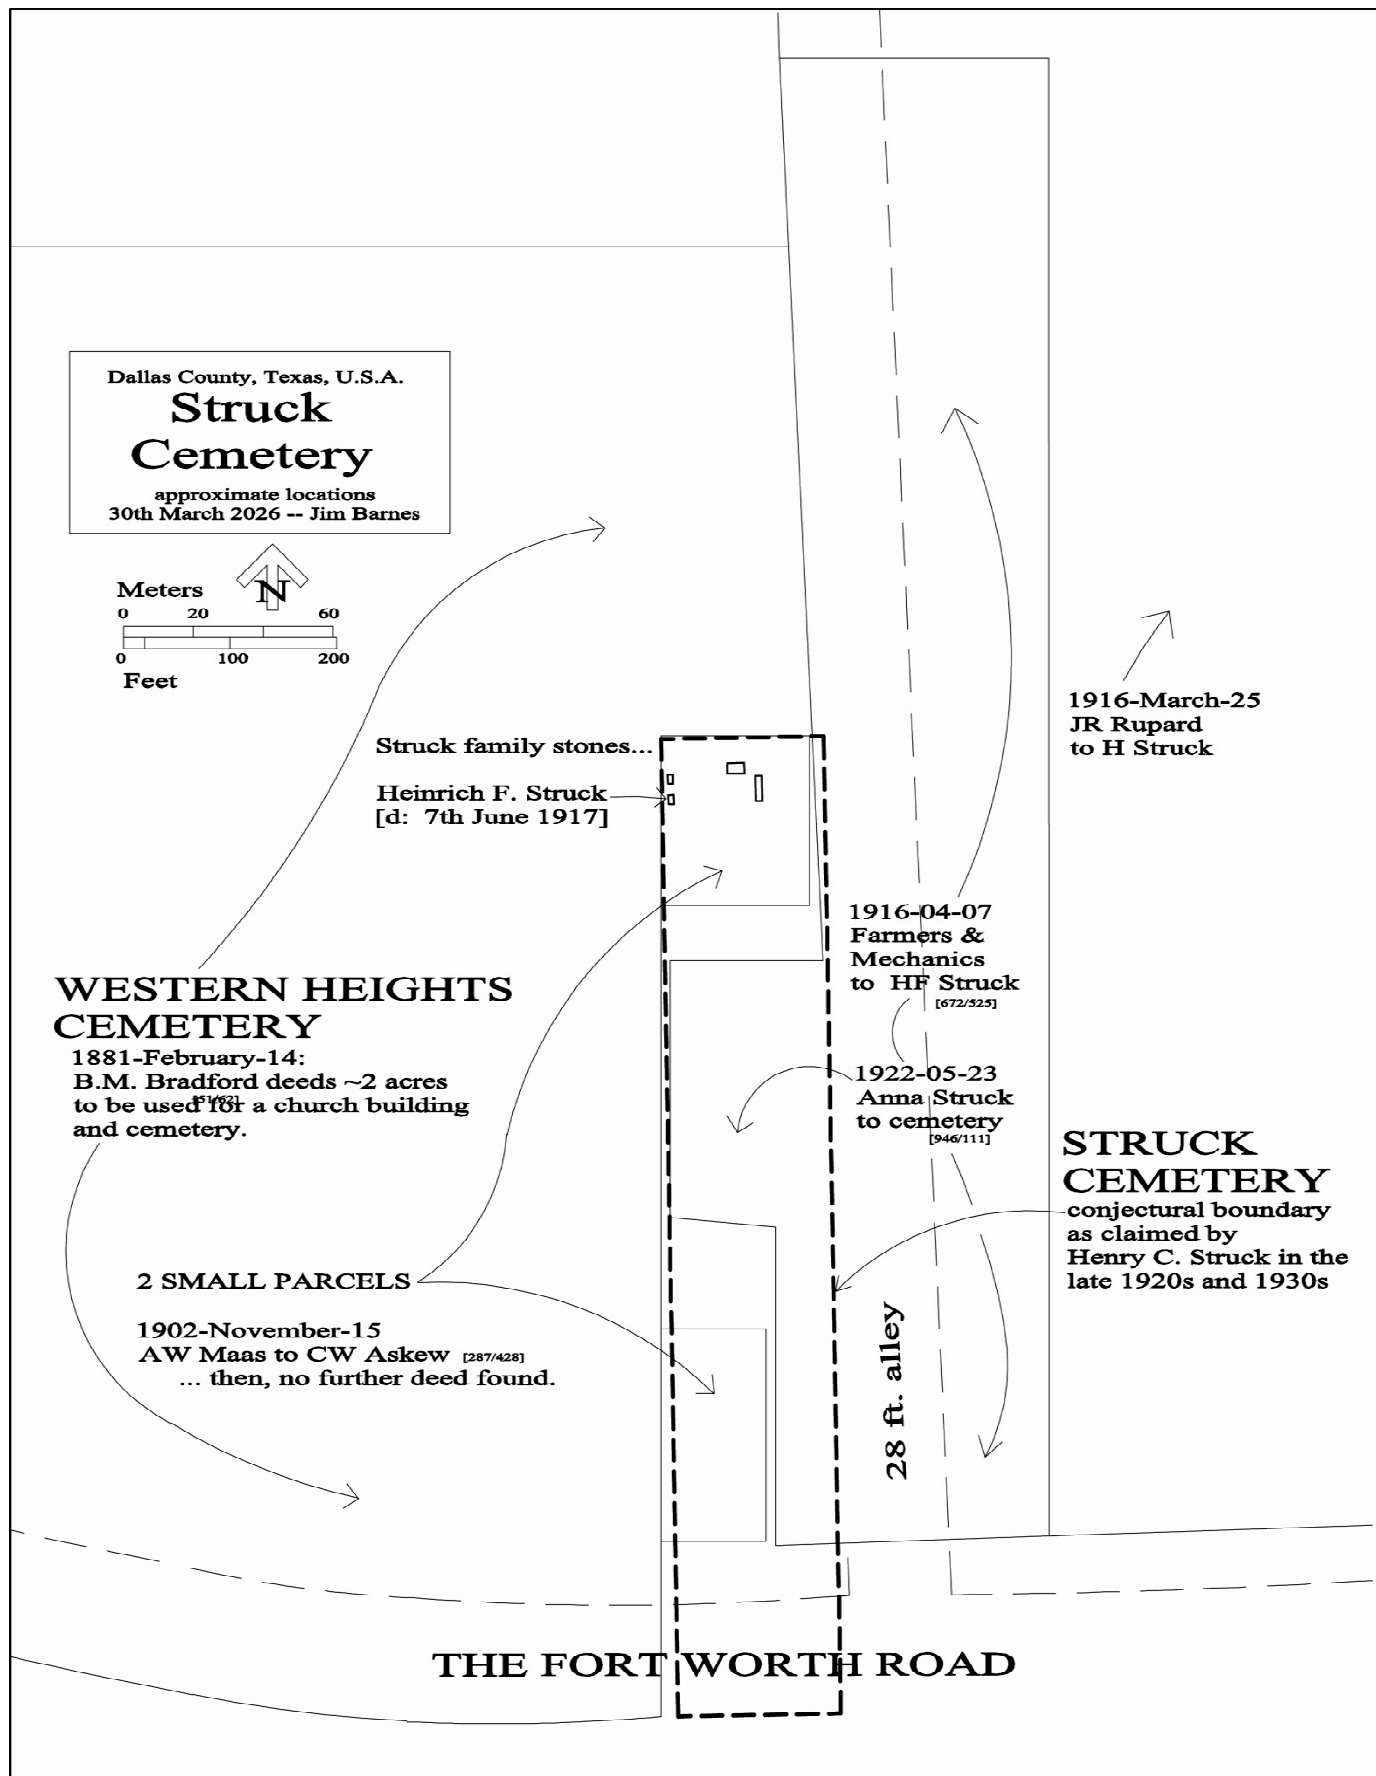 Dallas County, Texas, U.S.A.
Struck
Cemetery
approximate locations
30th March 2026 -- Jim Barnes
N
Meters
0 20 60
0 100 200
Feet
Struck family stones...
Heinrich F. Struck
[d: 7th June 1917]
1916-March-25
JR Rupard
to H Struck
1916-04-07
Farmers &
Mechanics
to HF Struck
[672/525]
WESTERN HEIGHTS
CEMETERY
1881-February-14:
B.M. Bradford deeds ~2 acres
to be used for a church building
and cemetery.
1922-05-23
Anna Struck
to cemetery
[946/111]
STRUCK
CEMETERY
conjectural boundary
as claimed by
Henry C. Struck in the
late 1920s and 1930s
2 SMALL PARCELS
1902-November-15
AW Maas to CW Askew [287/428]
... then, no further deed found.
28 ft. alley
THE FORT WORTH ROAD